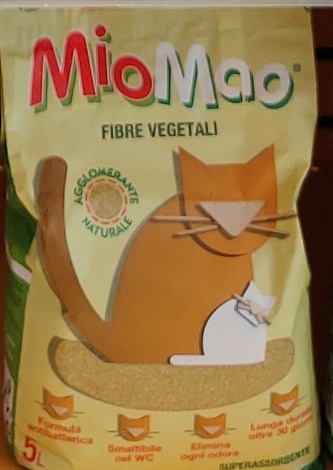 MioMao®
FIBRE VEGETALI
AGGLOMERANTE
NATURALE
Formula
antibatterica
Smaltibile
nel WC
Elimina
ogni odore
Lunga durata
oltre 30 giorni
5L
SUPERASSORBENTE